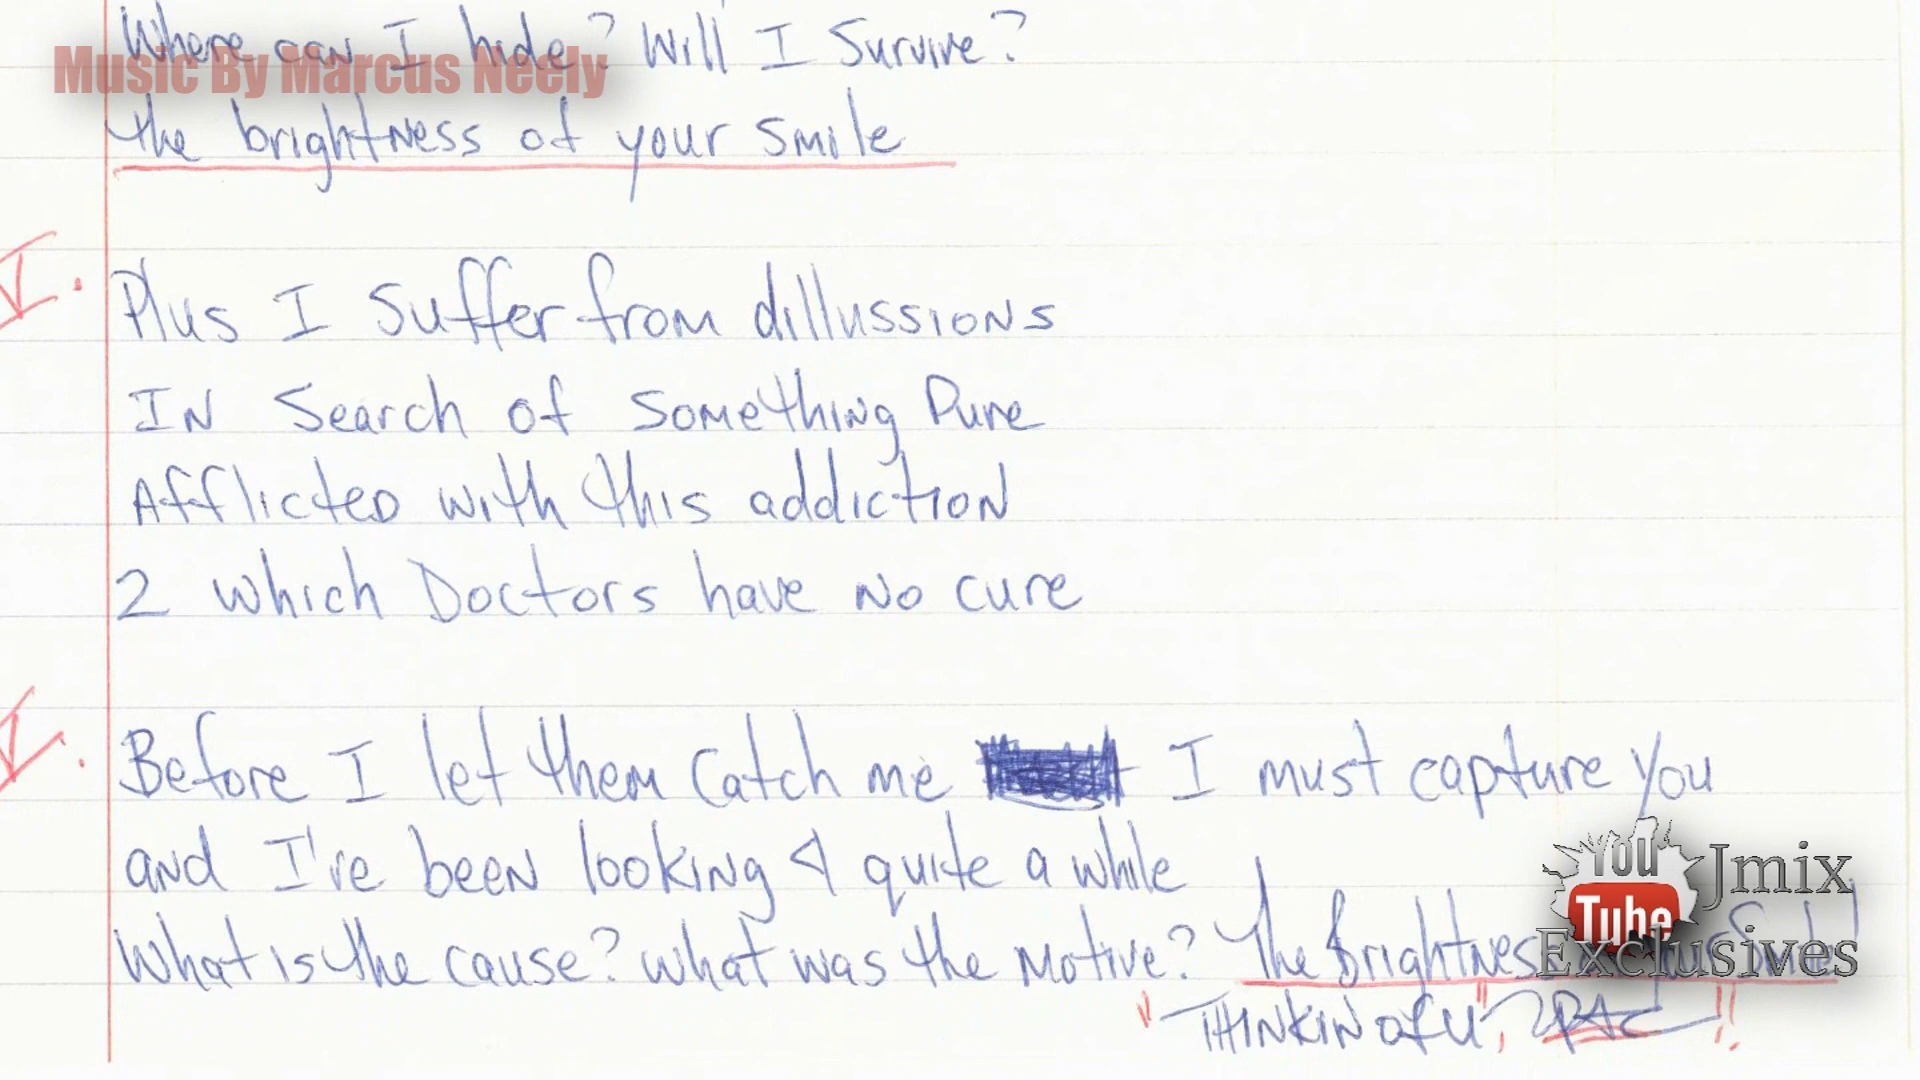 Where can I hide? Will I Survive?
Music By Marcus Neely
the brightness of your smile
V.
Plus I Suffer from dillussions
IN Search of Something Pure
Afflicted with this addiction
2 which Doctors have no cure
V.
Before I let them Catch me I must capture you
and I've been looking 4 quite a while
What is the cause? What was the Motive? The Brightness
"THINKIN of U", 2PAC !!
You Tube Jmix
Exclusives